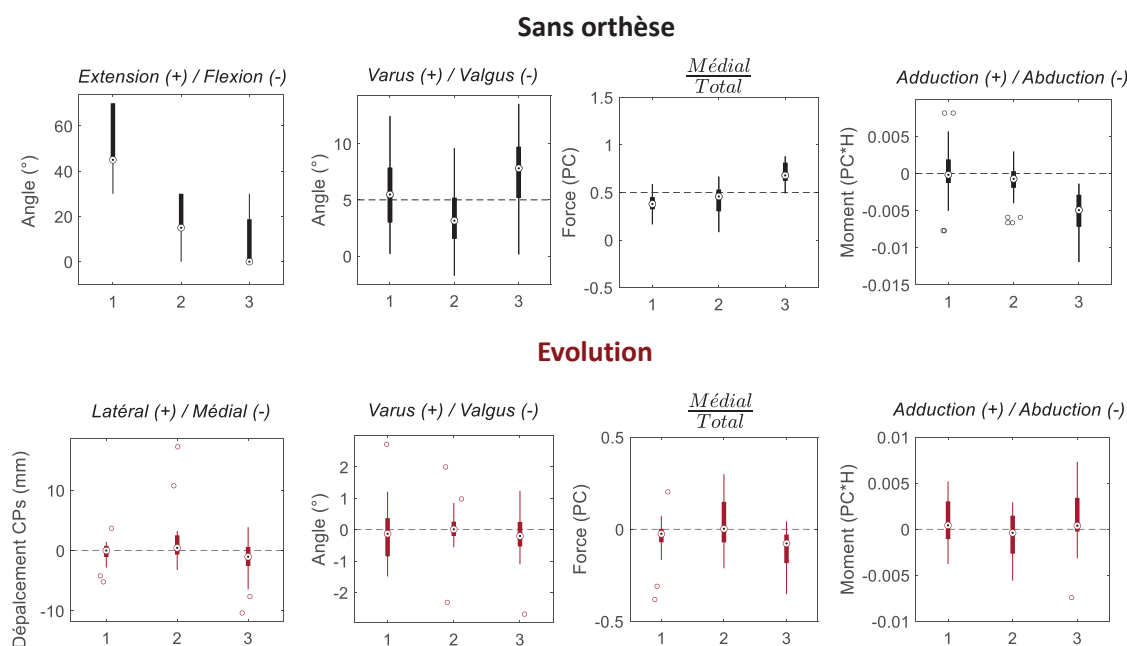 Sans orthèse
Extension (+) / Flexion (-)
Varus (+) / Valgus (-)
Médial
Total
Adduction (+) / Abduction (-)
Angle (°)
60
40
20
0
1 2 3
Angle (°)
10
5
0
1 2 3
Force (PC)
1.5
1
0.5
0
-0.5
1 2 3
Moment (PC*H)
0.005
0
-0.005
-0.01
-0.015
1 2 3
Evolution
Latéral (+) / Médial (-)
Varus (+) / Valgus (-)
Médial
Total
Adduction (+) / Abduction (-)
Dépalcement CPs (mm)
10
0
-10
1 2 3
Angle (°)
2
1
0
-1
-2
1 2 3
Force (PC)
0.5
0
-0.5
1 2 3
Moment (PC*H)
0.01
0.005
0
-0.005
-0.01
1 2 3